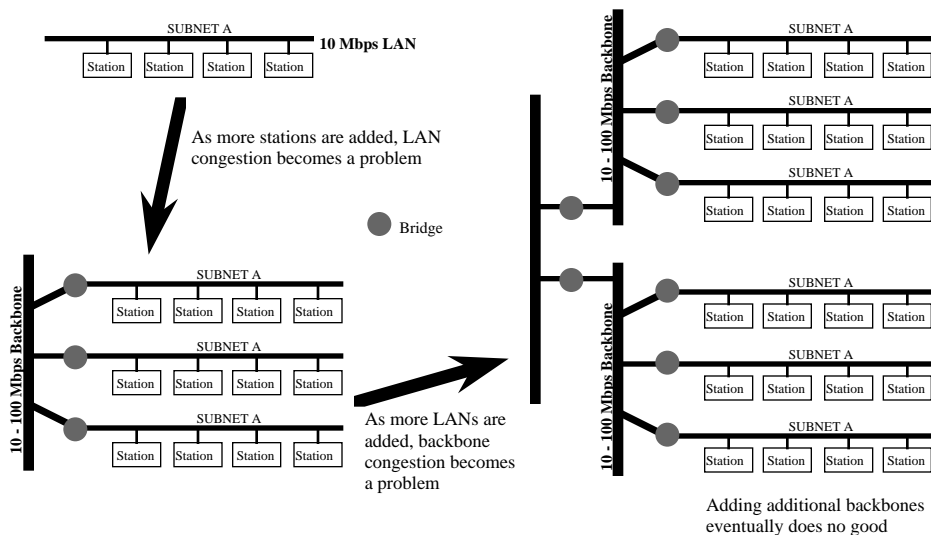 SUBNET A
10 Mbps LAN
Station Station Station Station
As more stations are added, LAN
congestion becomes a problem
Bridge
10 - 100 Mbps Backbone
SUBNET A
Station Station Station Station
SUBNET A
Station Station Station Station
SUBNET A
Station Station Station Station
As more LANs are
added, backbone
congestion becomes
a problem
10 - 100 Mbps Backbone
SUBNET A
Station Station Station Station
SUBNET A
Station Station Station Station
SUBNET A
Station Station Station Station
10 - 100 Mbps Backbone
SUBNET A
Station Station Station Station
SUBNET A
Station Station Station Station
SUBNET A
Station Station Station Station
Adding additional backbones
eventually does no good